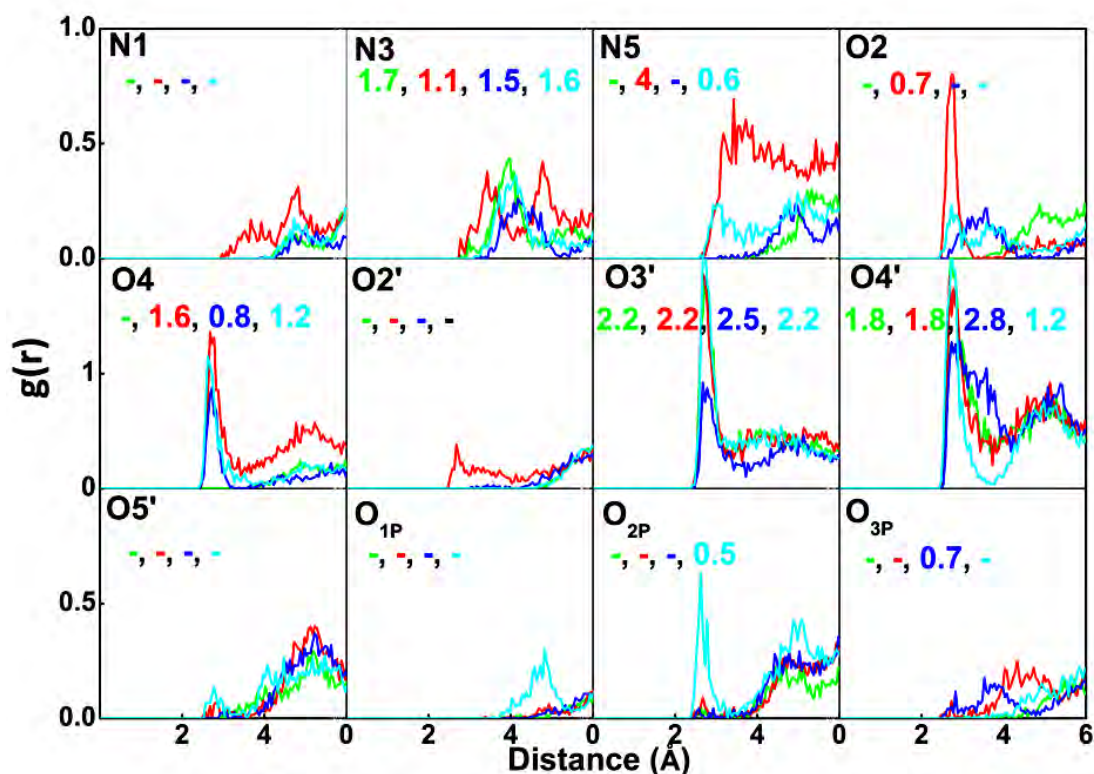 1.0
N1
-, -, -, -
N3
1.7, 1.1, 1.5, 1.6
N5
-, 4, -, 0.6
O2
-, 0.7, -, -
0.5
0.0
O4
-, 1.6, 0.8, 1.2
O2'
-, -, -, -
O3'
2.2, 2.2, 2.5, 2.2
O4'
1.8, 1.8, 2.8, 1.2
1
0
g(r)
O5'
-, -, -, -
O1P
-, -, -, -
O2P
-, -, -, 0.5
O3P
-, -, 0.7, -
0.5
0.0
2 4 0 2 4 0 2 4 0 2 4 6
Distance (Å)